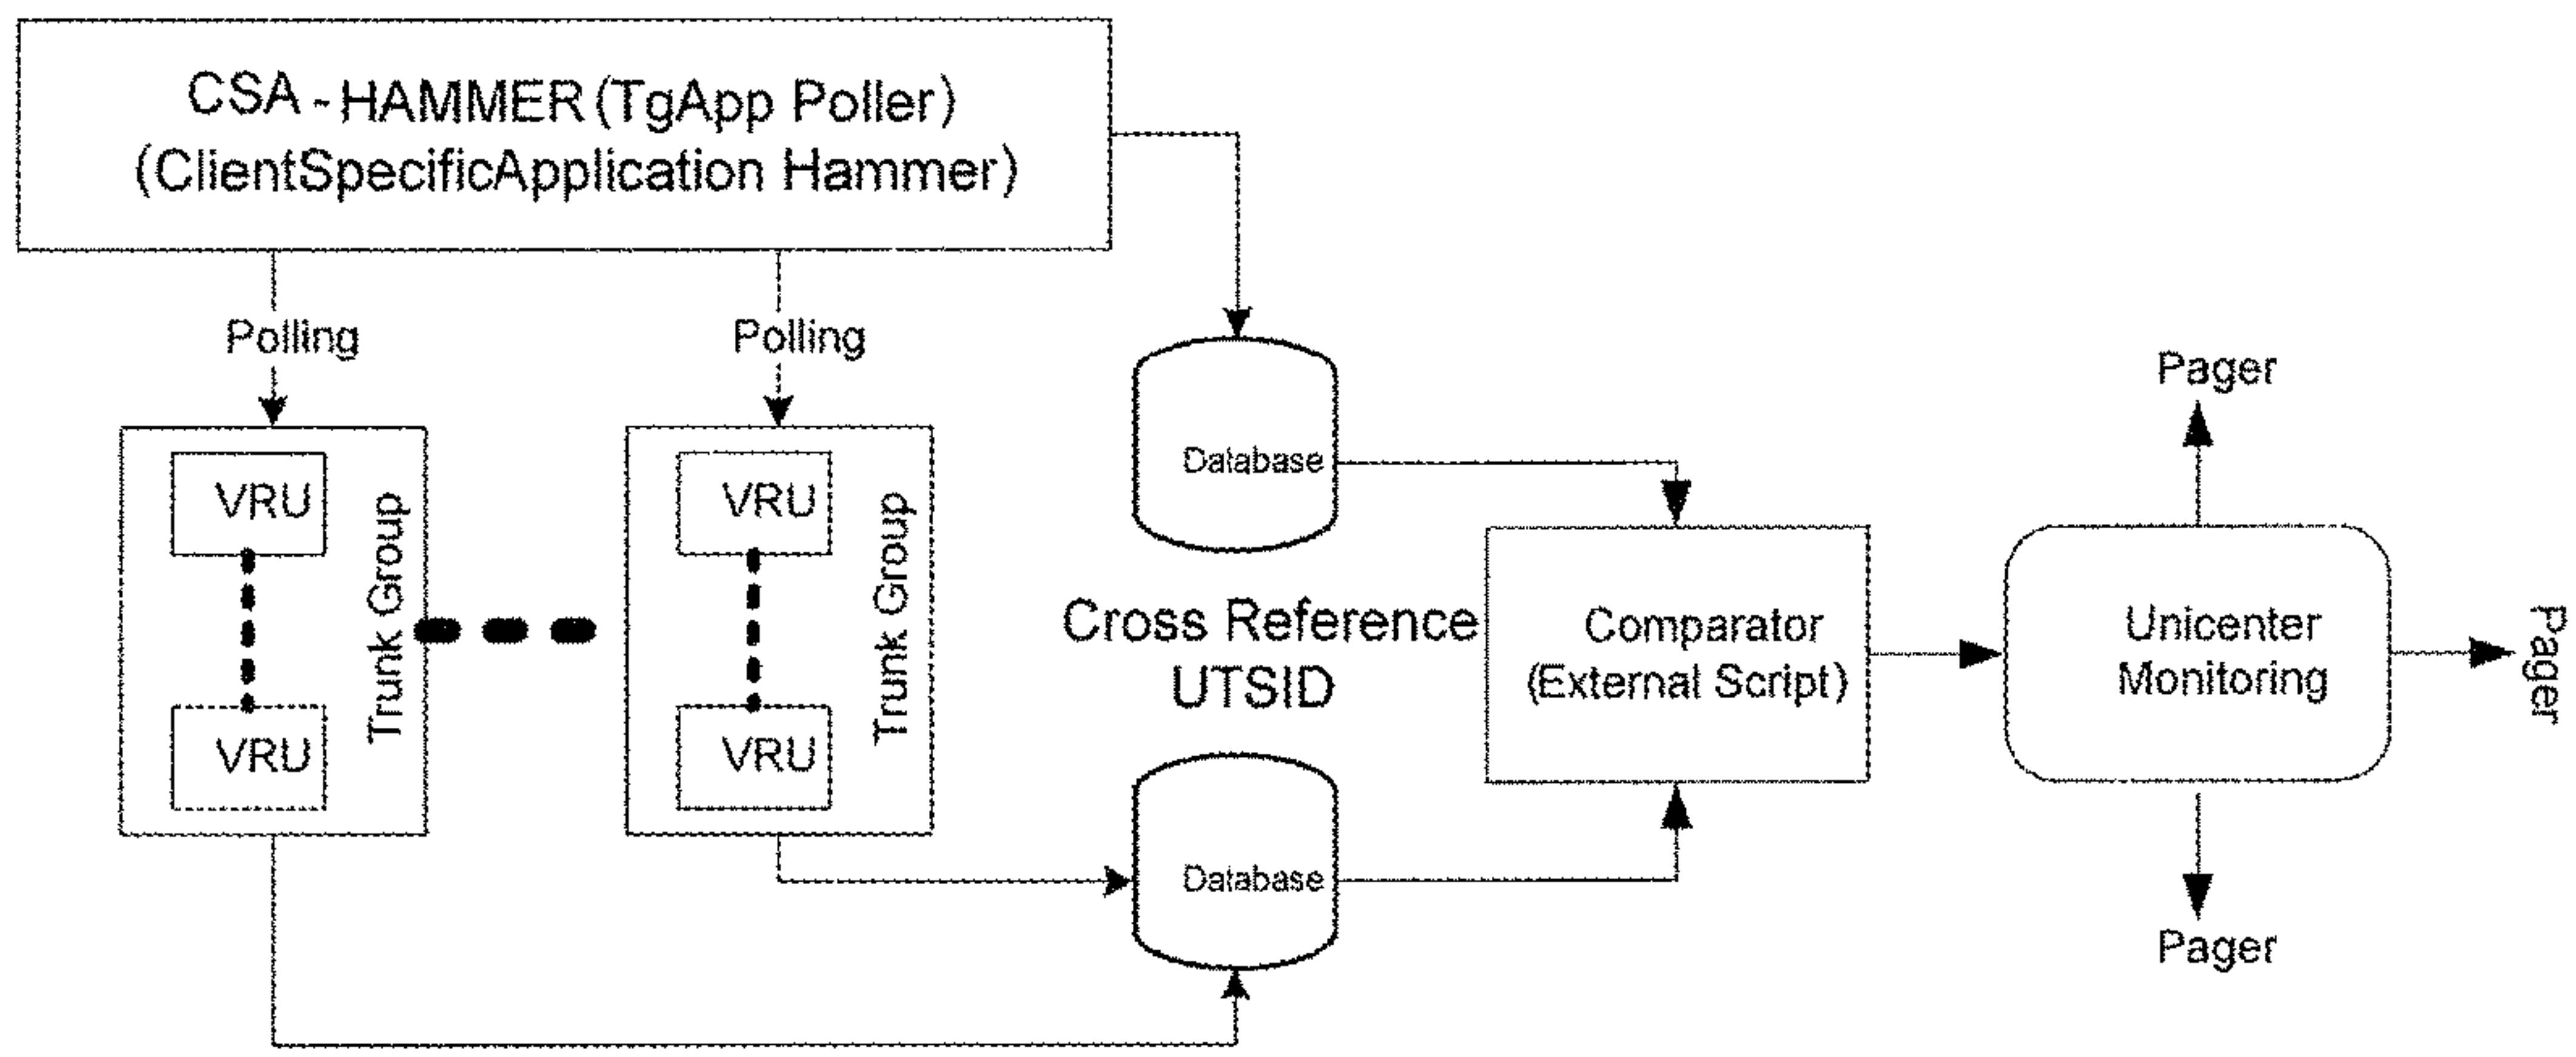 CSA - HAMMER (TgApp Poller)
(ClientSpecificApplication Hammer)
Polling
Polling
VRU
VRU
Trunk Group
VRU
VRU
Trunk Group
Database
Cross Reference
UTSID
Database
Comparator
(External Script)
Unicenter
Monitoring
Pager
Pager
Pager